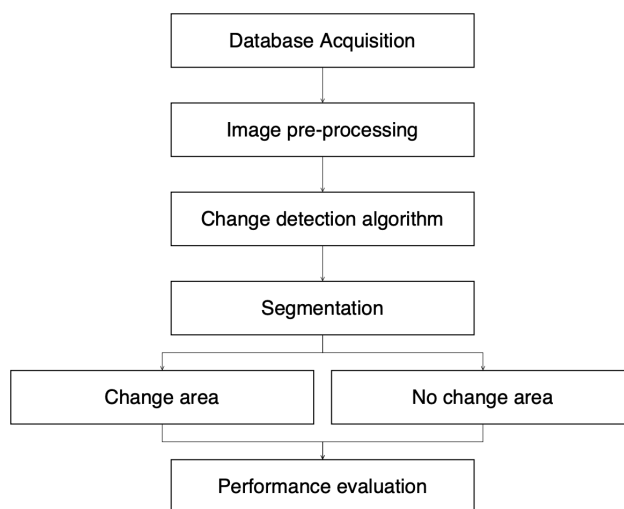 Database Acquisition
Image pre-processing
Change detection algorithm
Segmentation
Change area
No change area
Performance evaluation